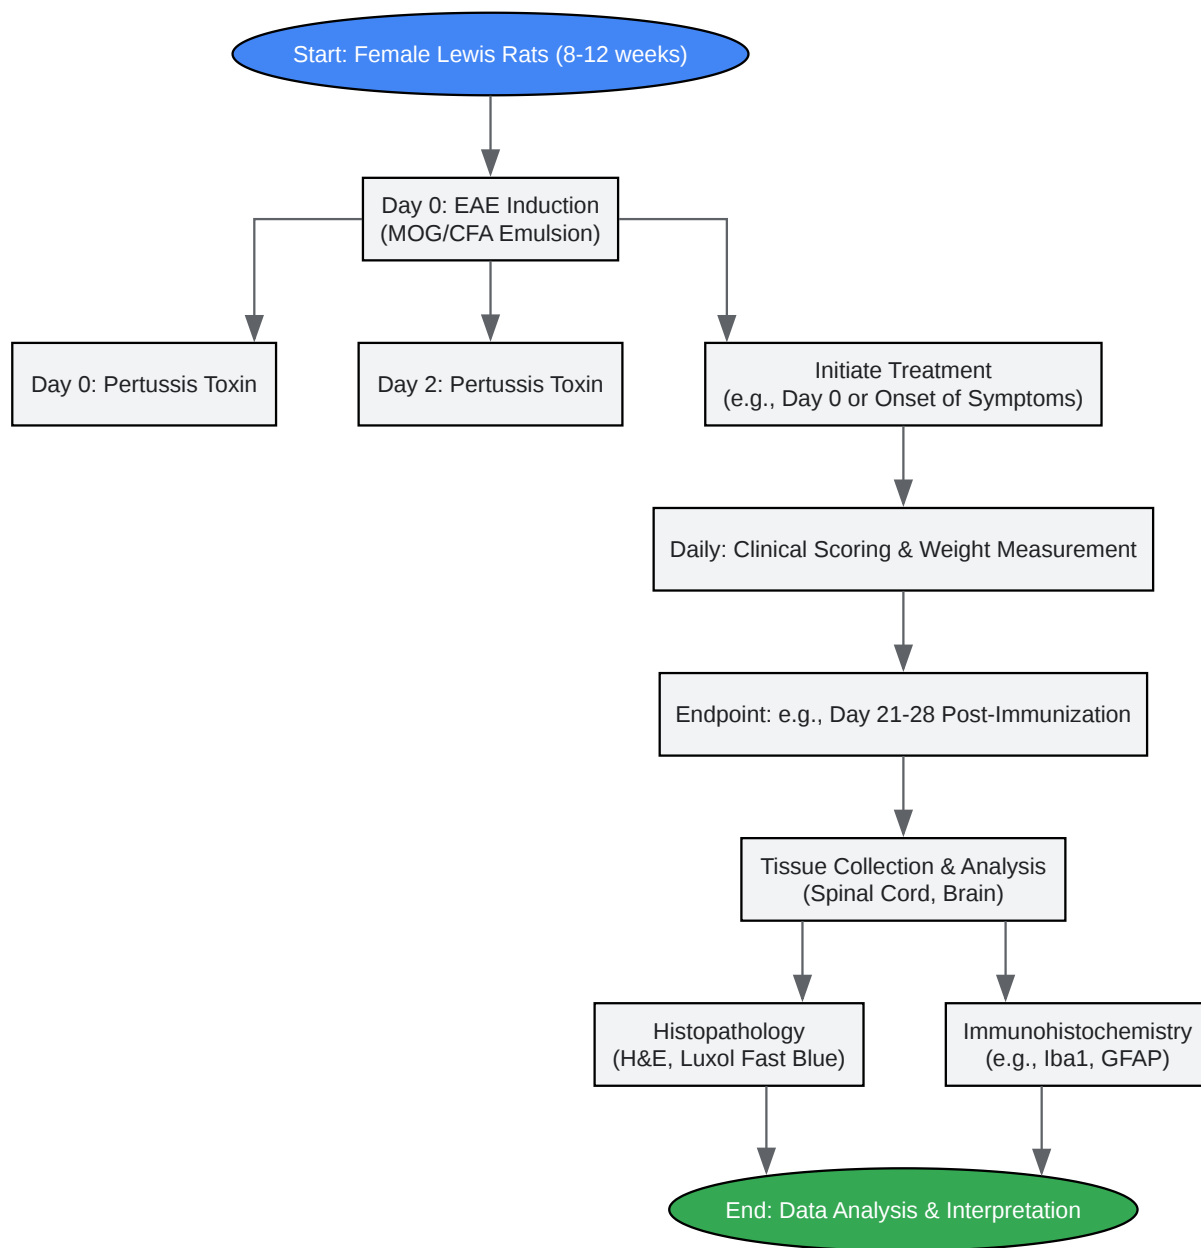 Start: Female Lewis Rats (8-12 weeks)
Day 0: EAE Induction
(MOG/CFA Emulsion)
Day 0: Pertussis Toxin
Day 2: Pertussis Toxin
Initiate Treatment
(e.g., Day 0 or Onset of Symptoms)
Daily: Clinical Scoring & Weight Measurement
Endpoint: e.g., Day 21-28 Post-Immunization
Tissue Collection & Analysis
(Spinal Cord, Brain)
Histopathology
(H&E, Luxol Fast Blue)
Immunohistochemistry
(e.g., Iba1, GFAP)
End: Data Analysis & Interpretation